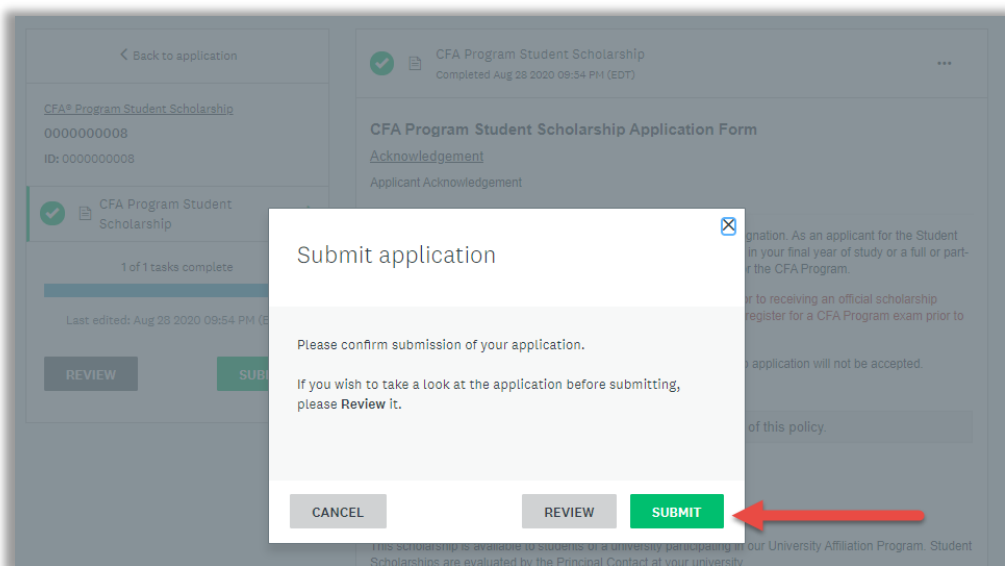 Back to application
CFA® Program Student Scholarship
0000000008
ID: 0000000008
CFA Program Student
Scholarship
1 of 1 tasks complete
Last edited: Aug 28 2020 09:54 PM (E
REVIEW
SUB
CFA Program Student Scholarship
Completed Aug 28 2020 09:54 PM (EDT)
...
CFA Program Student Scholarship Application Form
Acknowledgement
Applicant Acknowledgement
gnation. As an applicant for the Student
in your final year of study or a full or part-
r the CFA Program.
or to receiving an official scholarship
register for a CFA Program exam prior to
application will not be accepted.
of this policy.
Submit application
Please confirm submission of your application.
If you wish to take a look at the application before submitting,
please Review it.
CANCEL
REVIEW
SUBMIT
This scholarship is available to students of a university participating in our University Affiliation Program. Student
Scholarships are evaluated by the Principal Contact at your university.